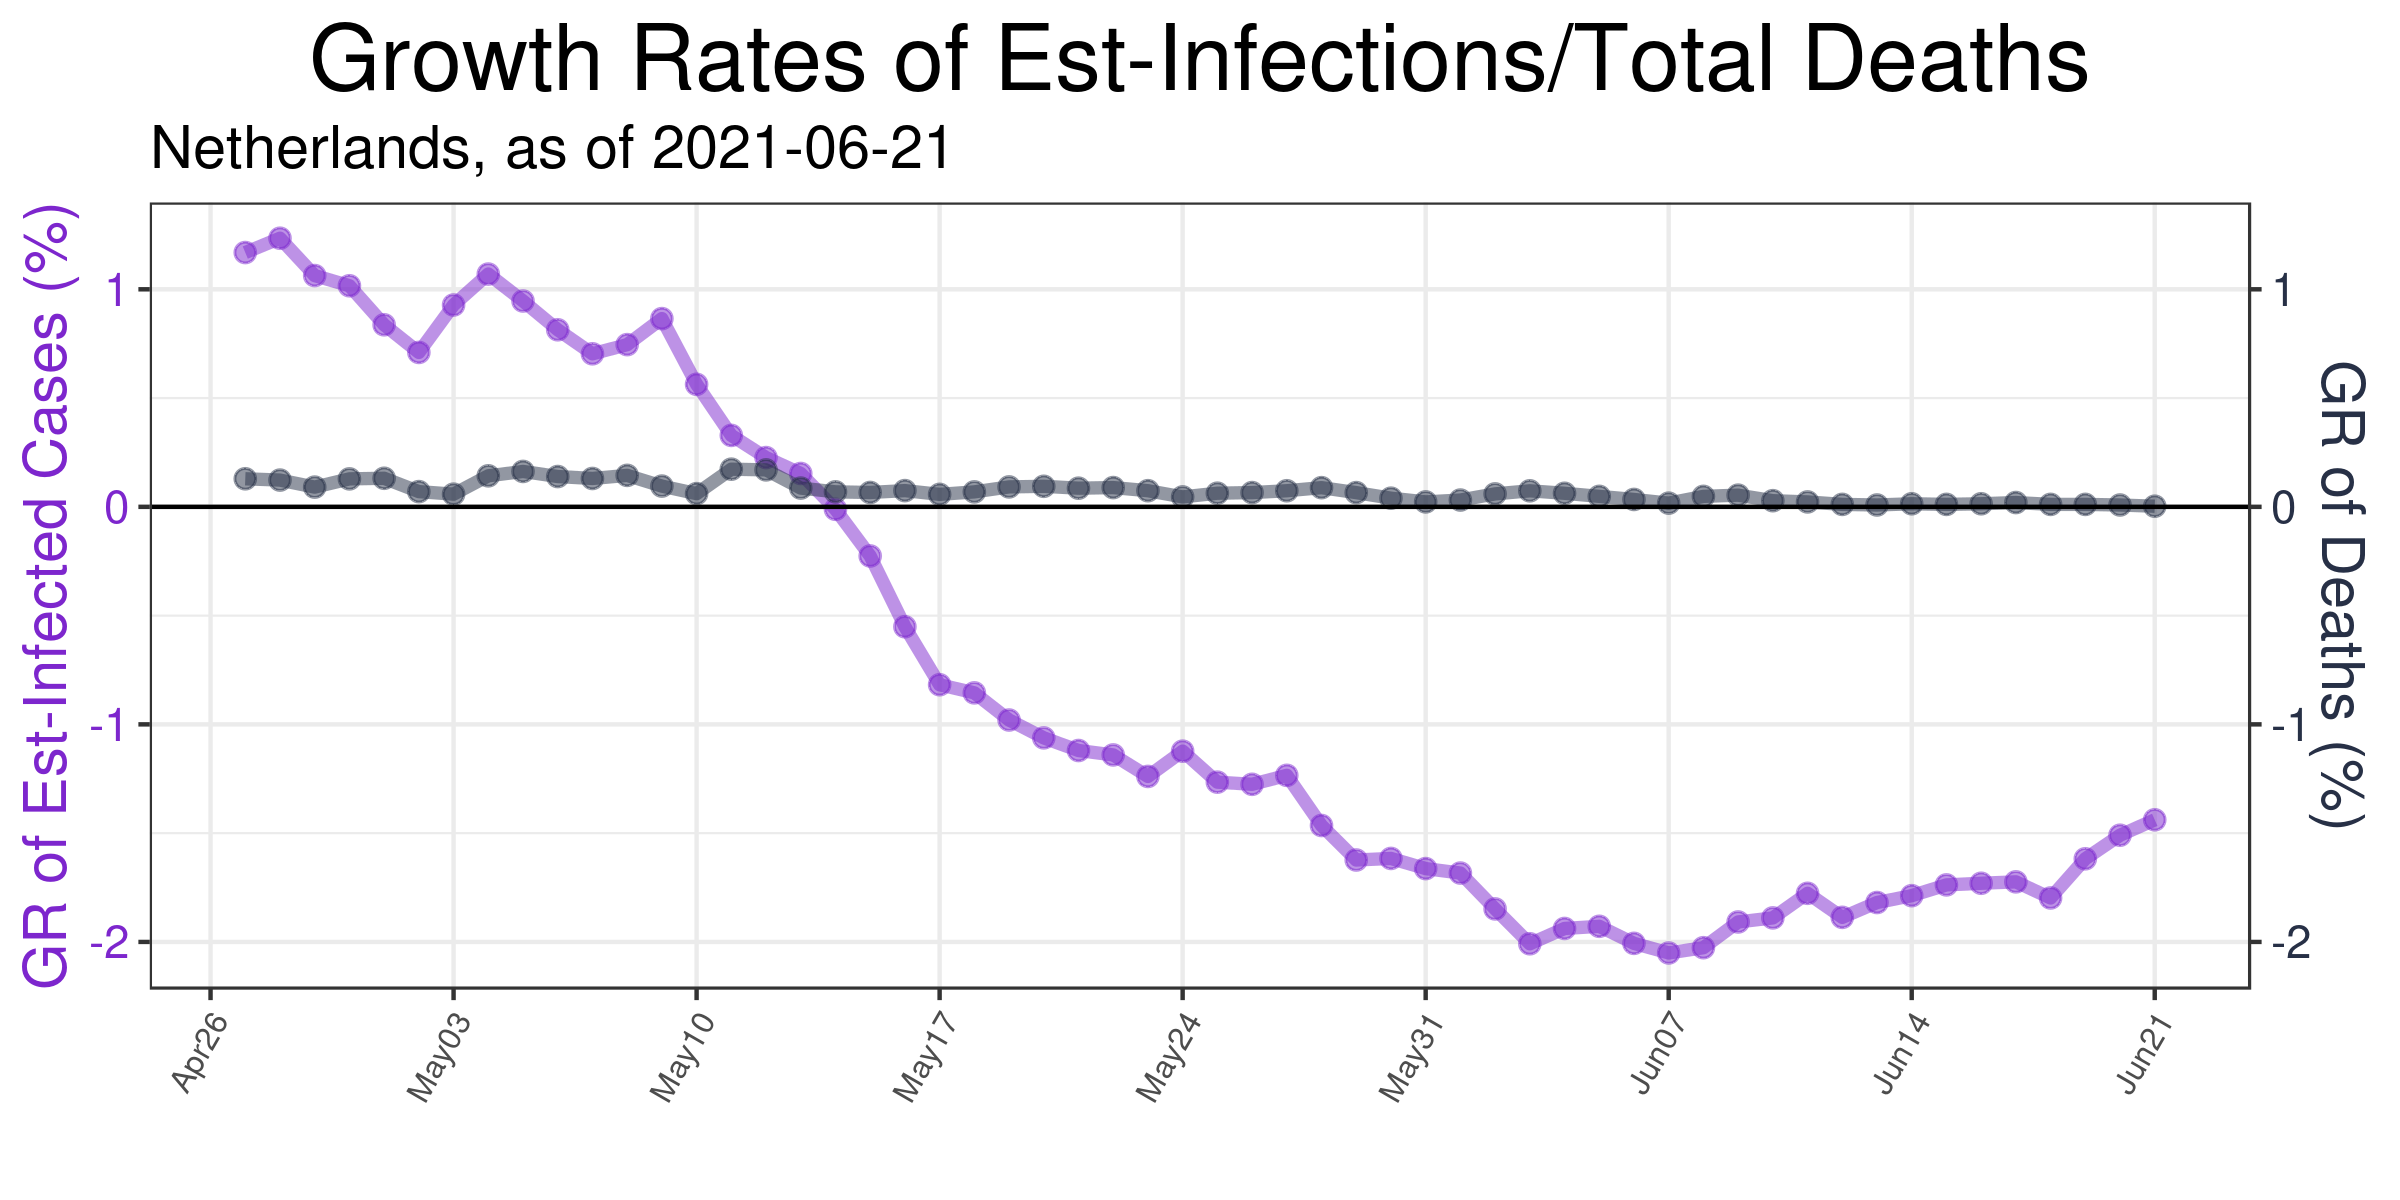 Growth Rates of Est-Infections/Total Deaths
Netherlands, as of 2021-06-21
GR of Est-Infected Cases (%)
1
0
-1
-2
1
0
-1
-2
GR of Deaths (%)
Apr26
May03
May10
May17
May24
May31
Jun07
Jun14
Jun21